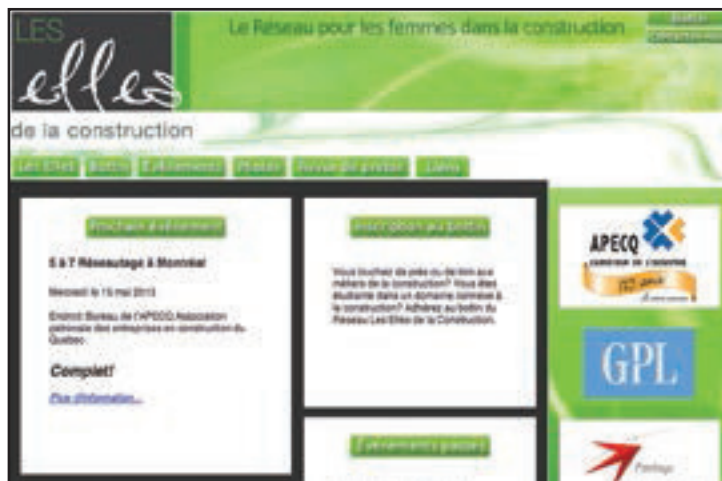 LES
elles
de la construction
Le Réseau pour les femmes dans la construction
Les Elles Bottin Événements Photos Revue de presse Liens
Prochain événement
5 à 7 Réseautage à Montréal
Mercredi le 15 mai 2013
Endroit: Bureau de l'APECQ, Association
patronale des entreprises en construction du
Québec
Complet!
Plus d'information...
Inscription au bottin
Vous touchez de près ou de loin aux
métiers de la construction? Vous êtes
étudiante dans un domaine connexe à
la construction? Adhérez au bottin du
Réseau Les Elles de la Construction.
Événements passés
APECQ
GPL